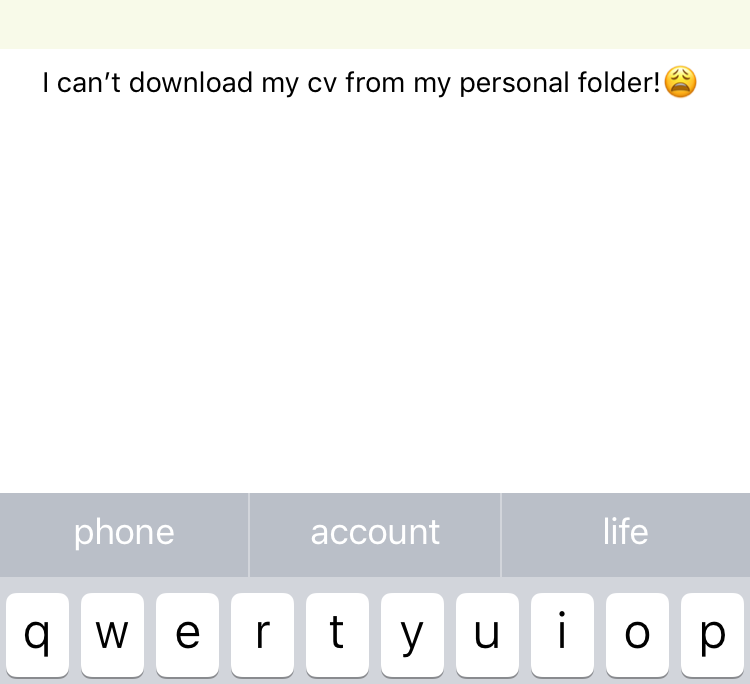 I can’t download my cv from my personal folder!😩
phone account life
q w e r t y u i o p